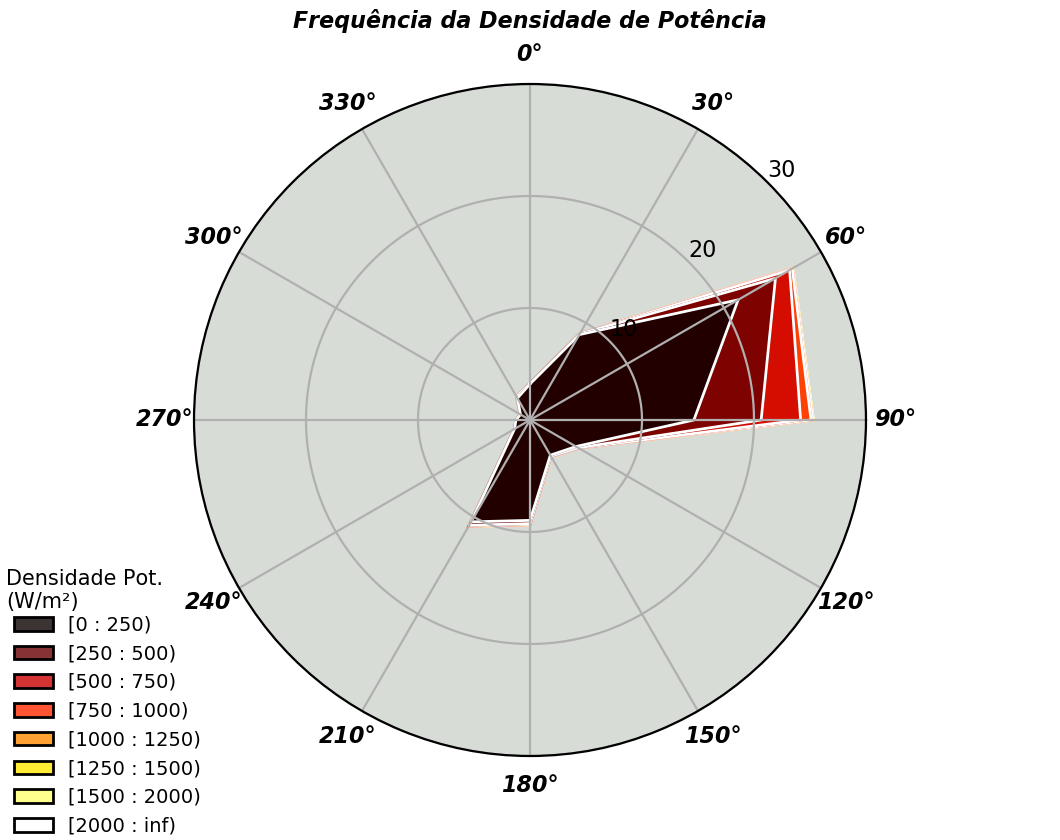 Frequência da Densidade de Potência
0°
330°
30°
30
300°
60°
20
10
270°
90°
240°
120°
210°
150°
180°
Densidade Pot.
(W/m²)
[0 : 250)
[250 : 500)
[500 : 750)
[750 : 1000)
[1000 : 1250)
[1250 : 1500)
[1500 : 2000)
[2000 : inf)